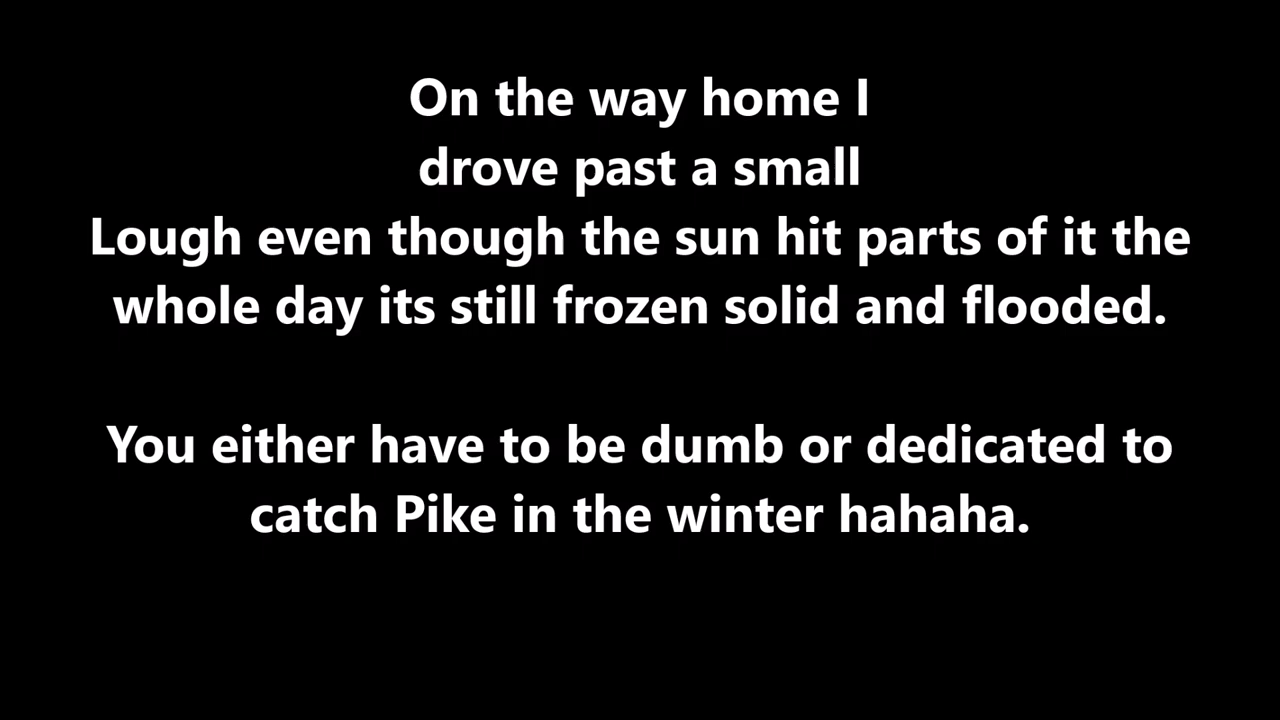 On the way home I
drove past a small
Lough even though the sun hit parts of it the
whole day its still frozen solid and flooded.
You either have to be dumb or dedicated to
catch Pike in the winter hahaha.